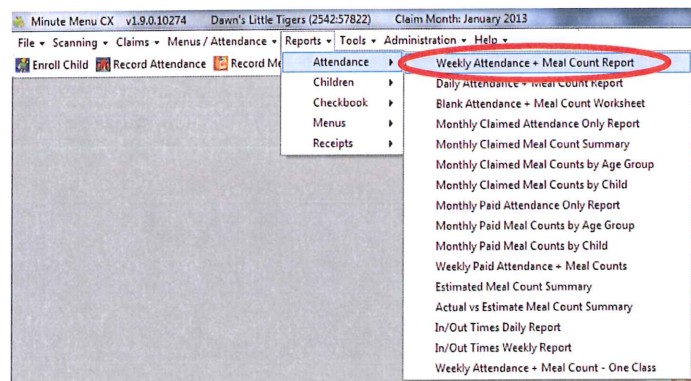 Minute Menu CX v1.9.0.10274 Dawn's Little Tigers (2542:57822) Claim Month: January 2013
File Scanning Claims Menus / Attendance Reports Tools Administration Help
Enroll Child Record Attendance Record Me
Attendance
Children
Checkbook
Menus
Receipts
Weekly Attendance + Meal Count Report
Daily Attendance + Meal Count Report
Blank Attendance + Meal Count Worksheet
Monthly Claimed Attendance Only Report
Monthly Claimed Meal Count Summary
Monthly Claimed Meal Counts by Age Group
Monthly Claimed Meal Counts by Child
Monthly Paid Attendance Only Report
Monthly Paid Meal Counts by Age Group
Monthly Paid Meal Counts by Child
Weekly Paid Attendance + Meal Counts
Estimated Meal Count Summary
Actual vs Estimate Meal Count Summary
In/Out Times Daily Report
In/Out Times Weekly Report
Weekly Attendance + Meal Count - One Class